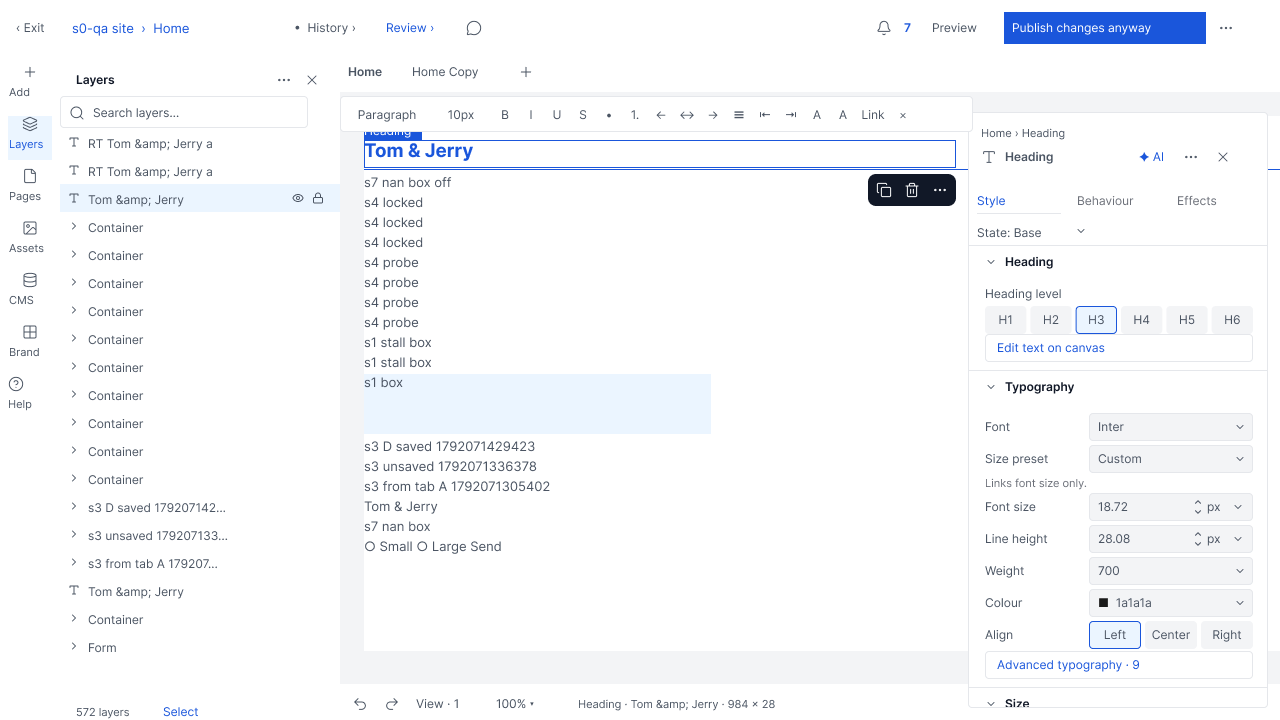 ‹ Exit
s0-qa site › Home
• History ›
Review ›
7
Preview
Publish changes anyway
Add
Layers
Pages
Assets
CMS
Brand
Help
Layers
Search layers...
RT Tom &amp; Jerry a
RT Tom &amp; Jerry a
Tom &amp; Jerry
Container
Container
Container
Container
Container
Container
Container
Container
Container
Container
s3 D saved 179207142...
s3 unsaved 179207133...
s3 from tab A 179207...
Tom &amp; Jerry
Container
Form
572 layers
Select
Home
Home Copy
Paragraph
10px
B
I
U
S
•
1.
A
A
Link
×
Heading
Tom & Jerry
s7 nan box off
s4 locked
s4 locked
s4 locked
s4 probe
s4 probe
s4 probe
s4 probe
s1 stall box
s1 stall box
s1 box
s3 D saved 1792071429423
s3 unsaved 1792071336378
s3 from tab A 1792071305402
Tom & Jerry
s7 nan box
Small Large Send
View · 1
100%
Heading · Tom &amp; Jerry · 984 × 28
Home › Heading
Heading
AI
Style
Behaviour
Effects
State: Base
Heading
Heading level
H1
H2
H3
H4
H5
H6
Edit text on canvas
Typography
Font
Inter
Size preset
Custom
Links font size only.
Font size
18.72
px
Line height
28.08
px
Weight
700
Colour
1a1a1a
Align
Left
Center
Right
Advanced typography · 9
Size